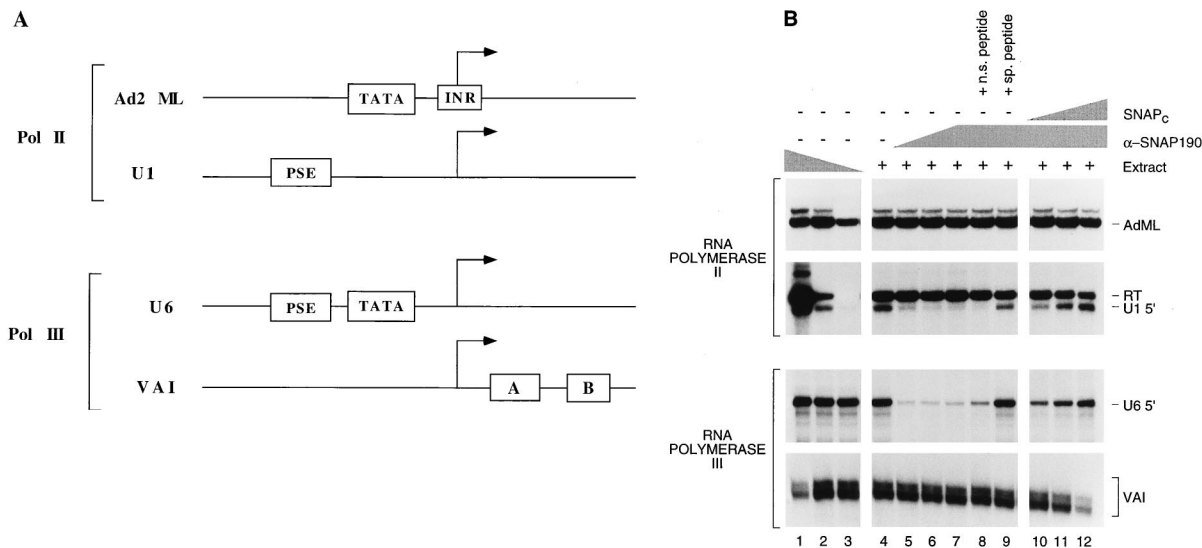 A
Pol II
Ad2 ML
TATA
INR
U1
PSE
Pol III
U6
PSE
TATA
VAI
A
B
B
+ n.s. peptide
+ sp. peptide
- - - - - - - - - SNAPC
- - - - α-SNAP190
+ + + + + + + + + Extract
RNA POLYMERASE II
AdML
RT
U1 5'
RNA POLYMERASE III
U6 5'
VAI
1 2 3 4 5 6 7 8 9 10 11 12